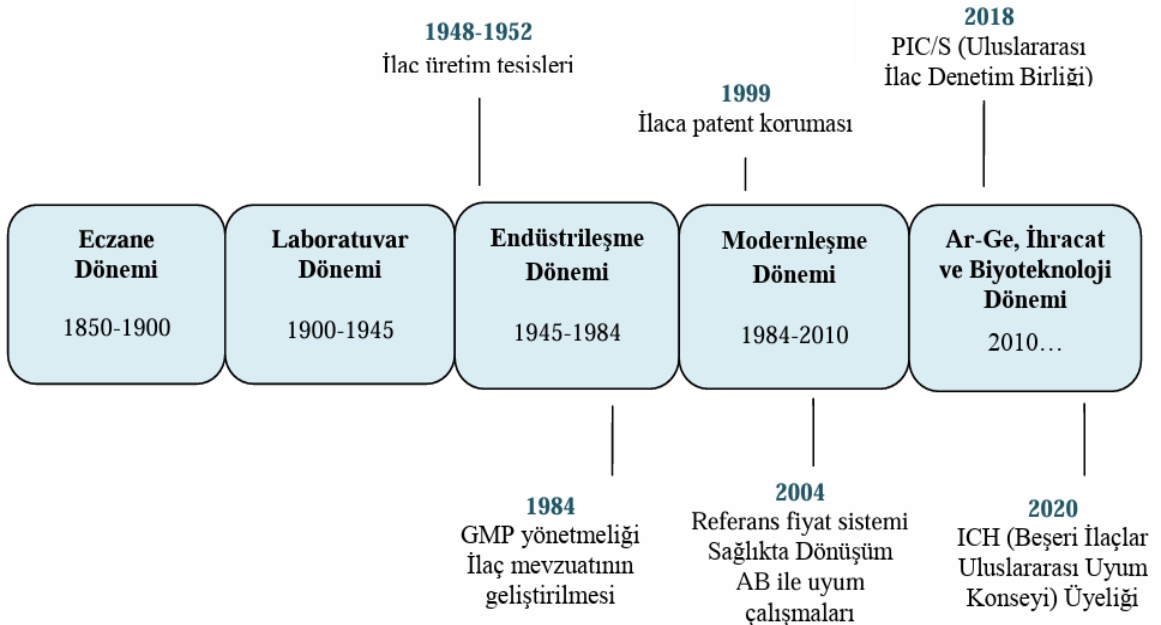 1948-1952
İlaç üretim tesisleri
1999
İlaca patent koruması
2018
PIC/S (Uluslararası
İlaç Denetim Birliği)
Eczane
Dönemi
1850-1900
Laboratuvar
Dönemi
1900-1945
Endüstrileşme
Dönemi
1945-1984
Modernleşme
Dönemi
1984-2010
Ar-Ge, İhracat
ve Biyoteknoloji
Dönemi
2010…
1984
GMP yönetmeliği
İlaç mevzuatının
geliştirilmesi
2004
Referans fiyat sistemi
Sağlıkta Dönüşüm
AB ile uyum
çalışmaları
2020
ICH (Beşeri İlaçlar
Uluslararası Uyum
Konseyi) Üyeliği